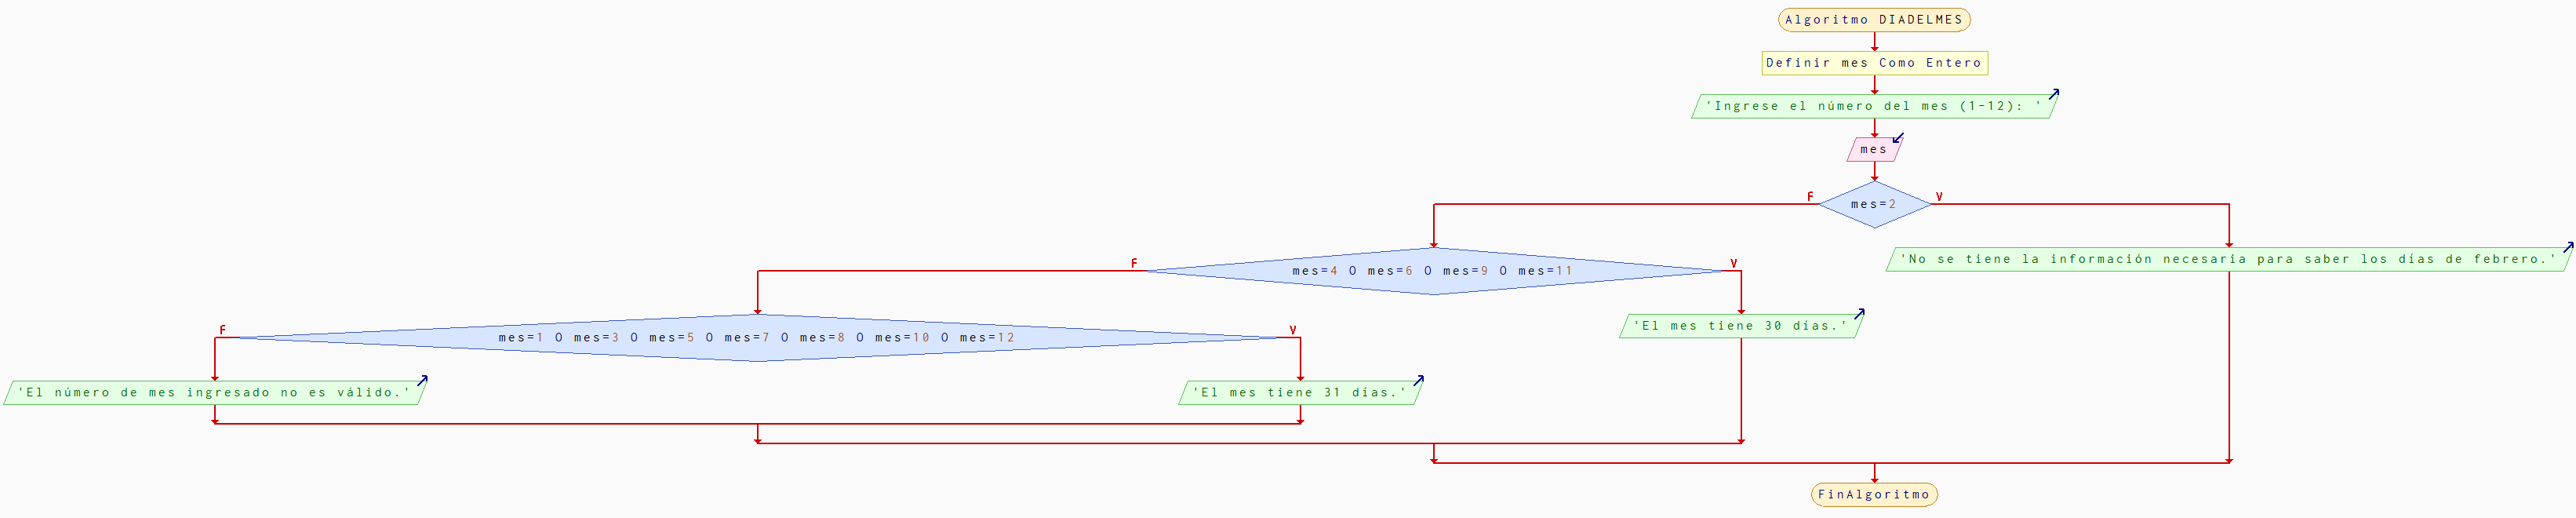 Algoritmo DIADELMES
Definir mes Como Entero
'Ingrese el número del mes (1-12): '
mes
mes=2
F
V
mes=4 O mes=6 O mes=9 O mes=11
F
V
'No se tiene la información necesaria para saber los días de febrero.'
mes=1 O mes=3 O mes=5 O mes=7 O mes=8 O mes=10 O mes=12
F
V
'El mes tiene 30 días.'
'El número de mes ingresado no es válido.'
'El mes tiene 31 días.'
FinAlgoritmo